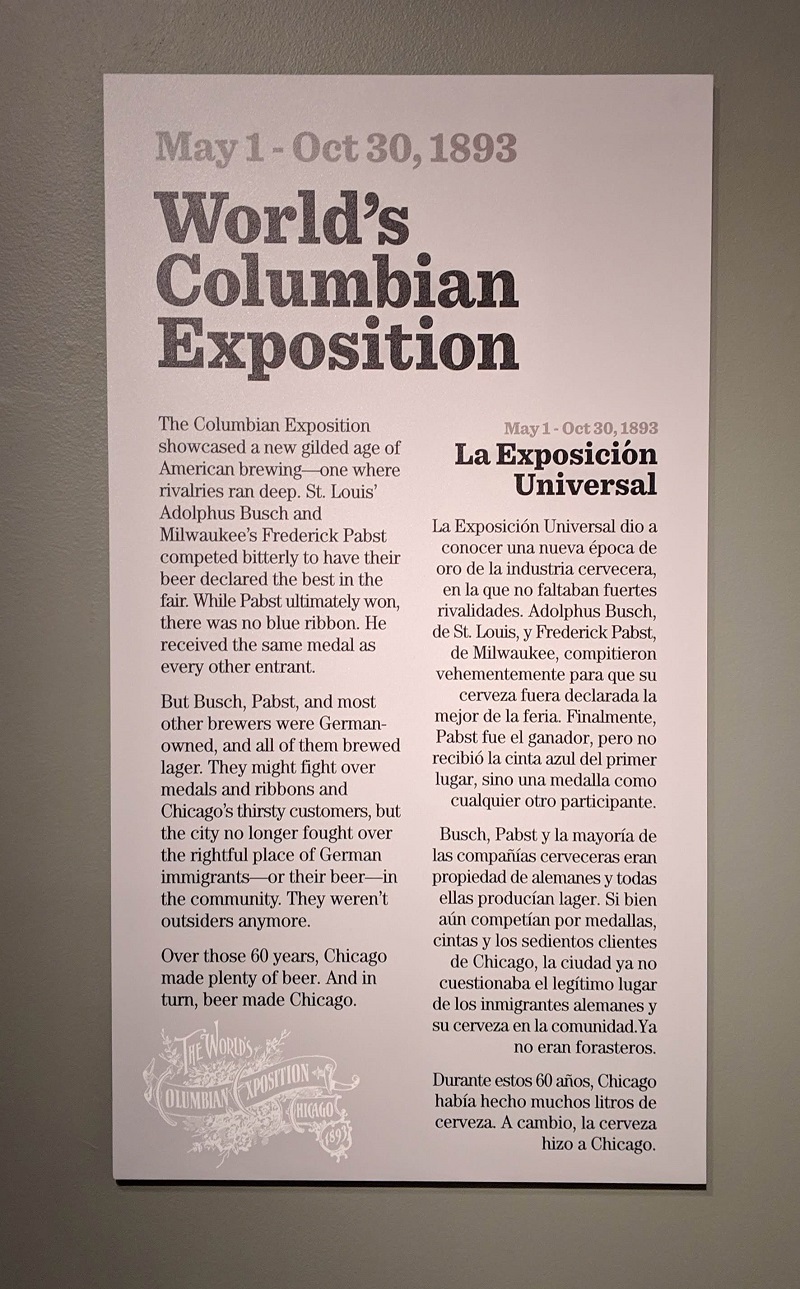 May 1 - Oct 30, 1893
World's
Columbian
Exposition
The Columbian Exposition
showcased a new gilded age of
American brewing—one where
rivalries ran deep. St. Louis'
Adolphus Busch and
Milwaukee's Frederick Pabst
competed bitterly to have their
beer declared the best in the
fair. While Pabst ultimately won,
there was no blue ribbon. He
received the same medal as
every other entrant.
But Busch, Pabst, and most
other brewers were German-
owned, and all of them brewed
lager. They might fight over
medals and ribbons and
Chicago's thirsty customers, but
the city no longer fought over
the rightful place of German
immigrants—or their beer—in
the community. They weren't
outsiders anymore.
Over those 60 years, Chicago
made plenty of beer. And in
turn, beer made Chicago.
THE WORLD'S
COLUMBIAN EXPOSITION
CHICAGO
1893
May 1 - Oct 30, 1893
La Exposición
Universal
La Exposición Universal dio a
conocer una nueva época de
oro de la industria cervecera,
en la que no faltaban fuertes
rivalidades. Adolphus Busch,
de St. Louis, y Frederick Pabst,
de Milwaukee, compitieron
vehementemente para que su
cerveza fuera declarada la
mejor de la feria. Finalmente,
Pabst fue el ganador, pero no
recibió la cinta azul del primer
lugar, sino una medalla como
cualquier otro participante.
Busch, Pabst y la mayoría de
las compañías cerveceras eran
propiedad de alemanes y todas
ellas producían lager. Si bien
aún competían por medallas,
cintas y los sedientos clientes
de Chicago, la ciudad ya no
cuestionaba el legítimo lugar
de los inmigrantes alemanes y
su cerveza en la comunidad.Ya
no eran forasteros.
Durante estos 60 años, Chicago
había hecho muchos litros de
cerveza. A cambio, la cerveza
hizo a Chicago.